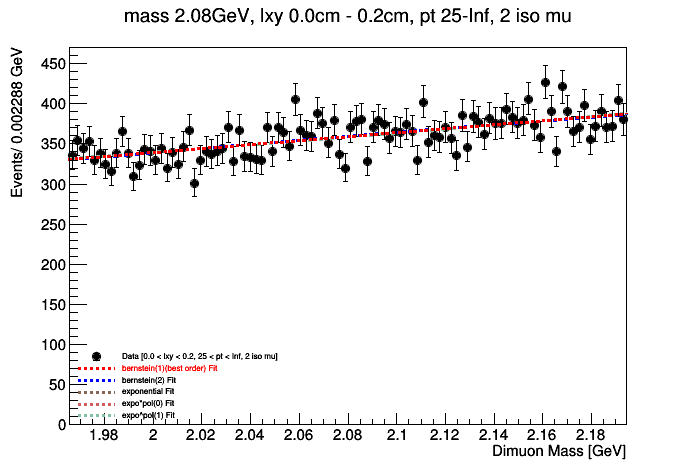 mass 2.08GeV, lxy 0.0cm - 0.2cm, pt 25-Inf, 2 iso mu
Events/ 0.002288 GeV
450
400
350
300
250
200
150
100
50
0
Data [0.0 < lxy < 0.2, 25 < pt < Inf, 2 iso mu]
bernstein(1)(best order) Fit
bernstein(2) Fit
exponential Fit
expo*pol(0) Fit
expo*pol(1) Fit
1.98 2 2.02 2.04 2.06 2.08 2.1 2.12 2.14 2.16 2.18
Dimuon Mass [GeV]